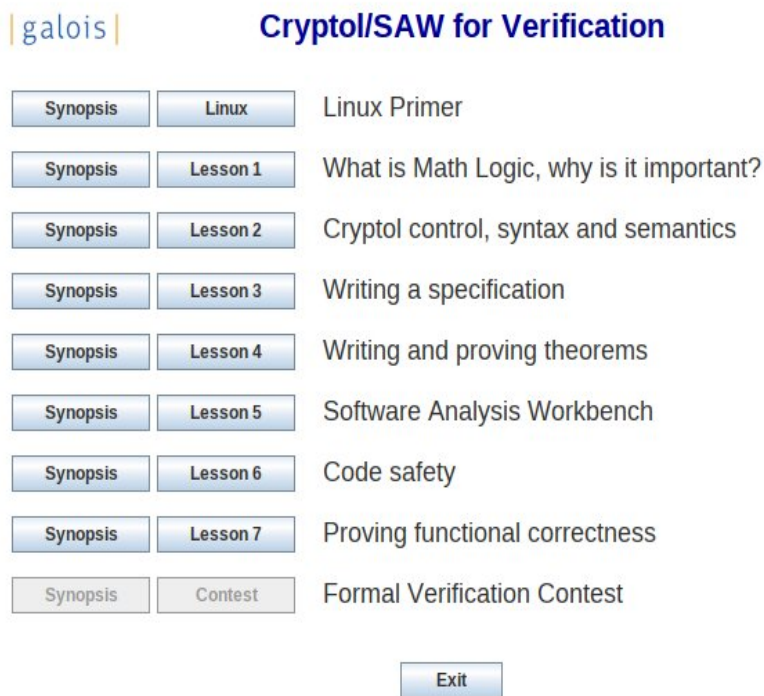 |galois| Cryptol/SAW for Verification
Synopsis Linux Linux Primer
Synopsis Lesson 1 What is Math Logic, why is it important?
Synopsis Lesson 2 Cryptol control, syntax and semantics
Synopsis Lesson 3 Writing a specification
Synopsis Lesson 4 Writing and proving theorems
Synopsis Lesson 5 Software Analysis Workbench
Synopsis Lesson 6 Code safety
Synopsis Lesson 7 Proving functional correctness
Synopsis Contest Formal Verification Contest
Exit